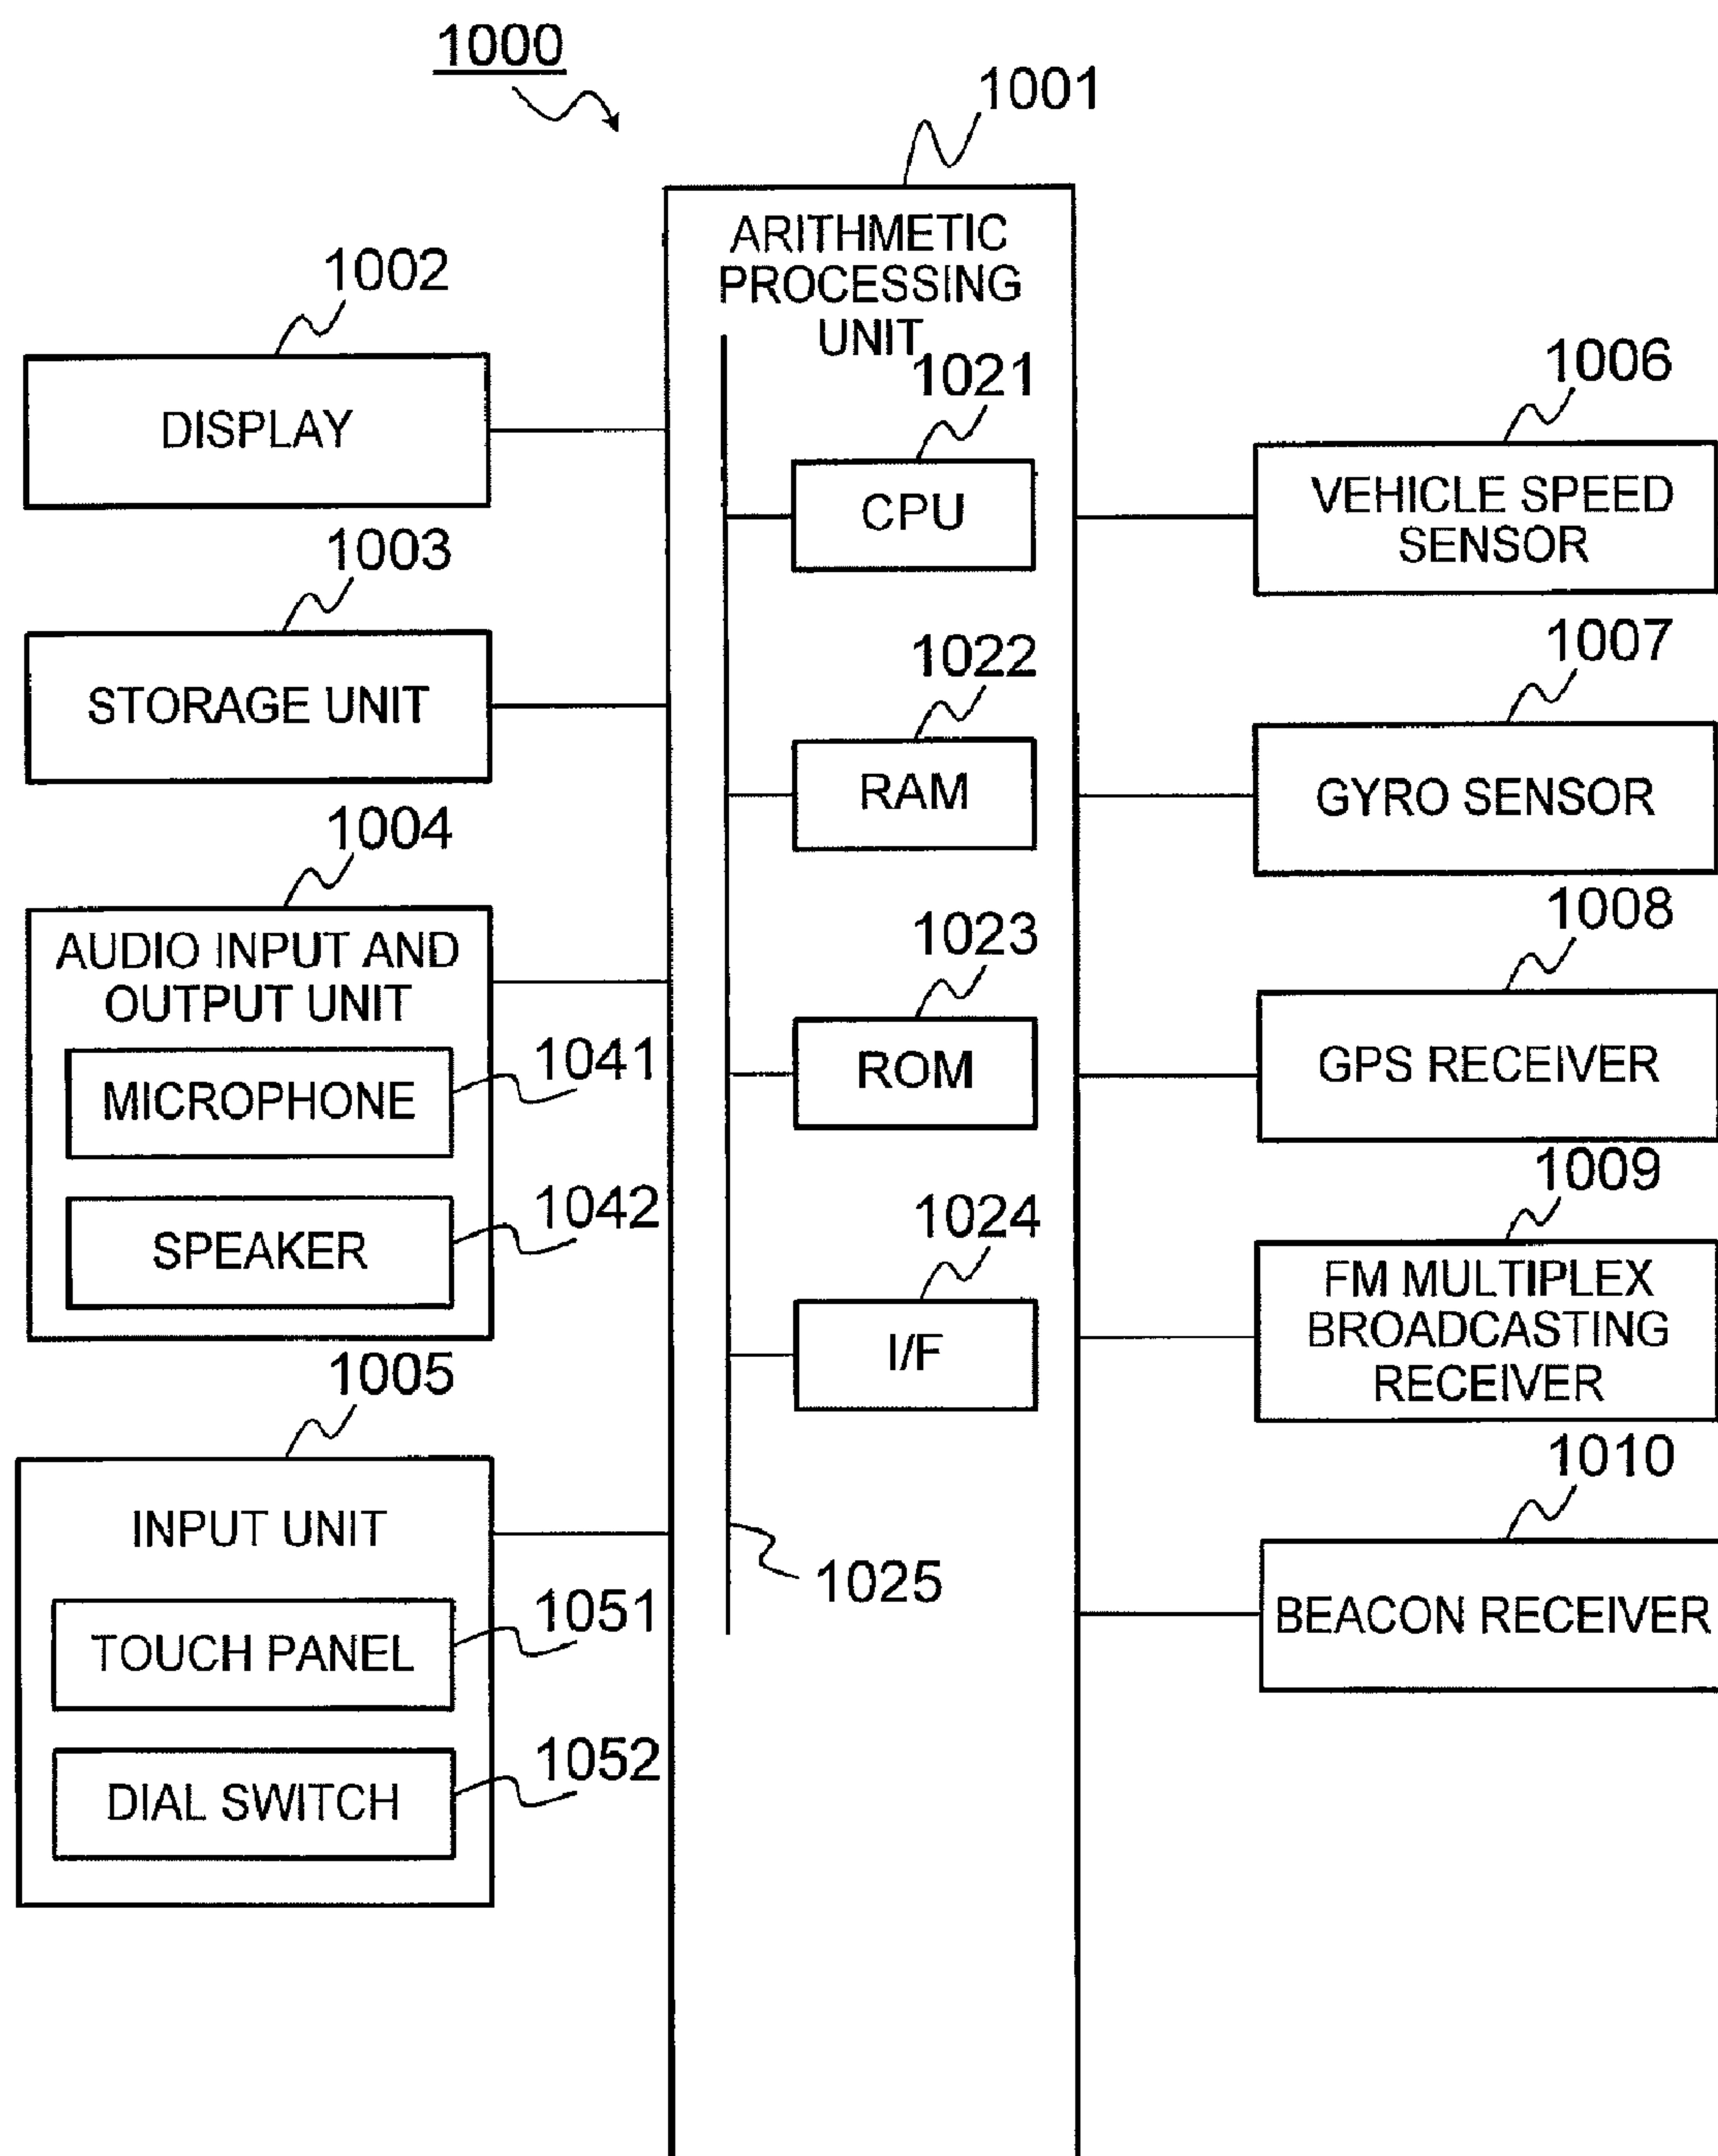 1000
1001
ARITHMETIC
PROCESSING
UNIT
1002
DISPLAY
1003
STORAGE UNIT
1004
AUDIO INPUT AND
OUTPUT UNIT
1041
MICROPHONE
1042
SPEAKER
1005
INPUT UNIT
1051
TOUCH PANEL
1052
DIAL SWITCH
1021
CPU
1022
RAM
1023
ROM
1024
I/F
1025
1006
VEHICLE SPEED
SENSOR
1007
GYRO SENSOR
1008
GPS RECEIVER
1009
FM MULTIPLEX
BROADCASTING
RECEIVER
1010
BEACON RECEIVER